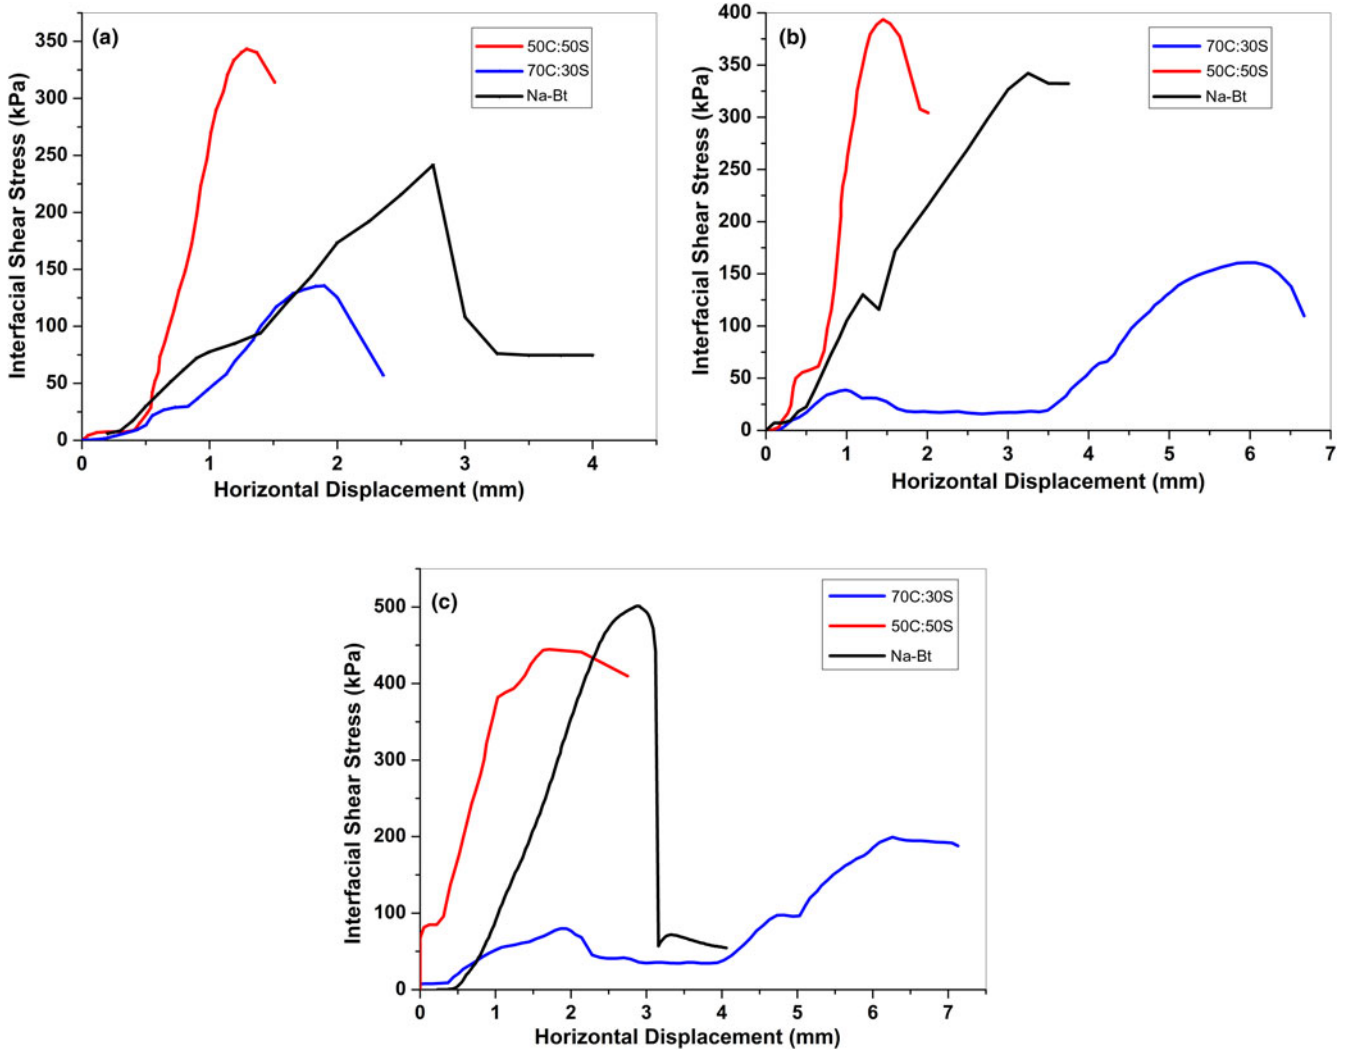 (a)
50C:50S
70C:30S
Na-Bt
Interfacial Shear Stress (kPa)
350
300
250
200
150
100
50
0
0 1 2 3 4
Horizontal Displacement (mm)
(b)
70C:30S
50C:50S
Na-Bt
Interfacial Shear Stress (kPa)
400
350
300
250
200
150
100
50
0
0 1 2 3 4 5 6 7
Horizontal Displacement (mm)
(c)
70C:30S
50C:50S
Na-Bt
Interfacial Shear Stress (kPa)
500
400
300
200
100
0
0 1 2 3 4 5 6 7
Horizontal Displacement (mm)